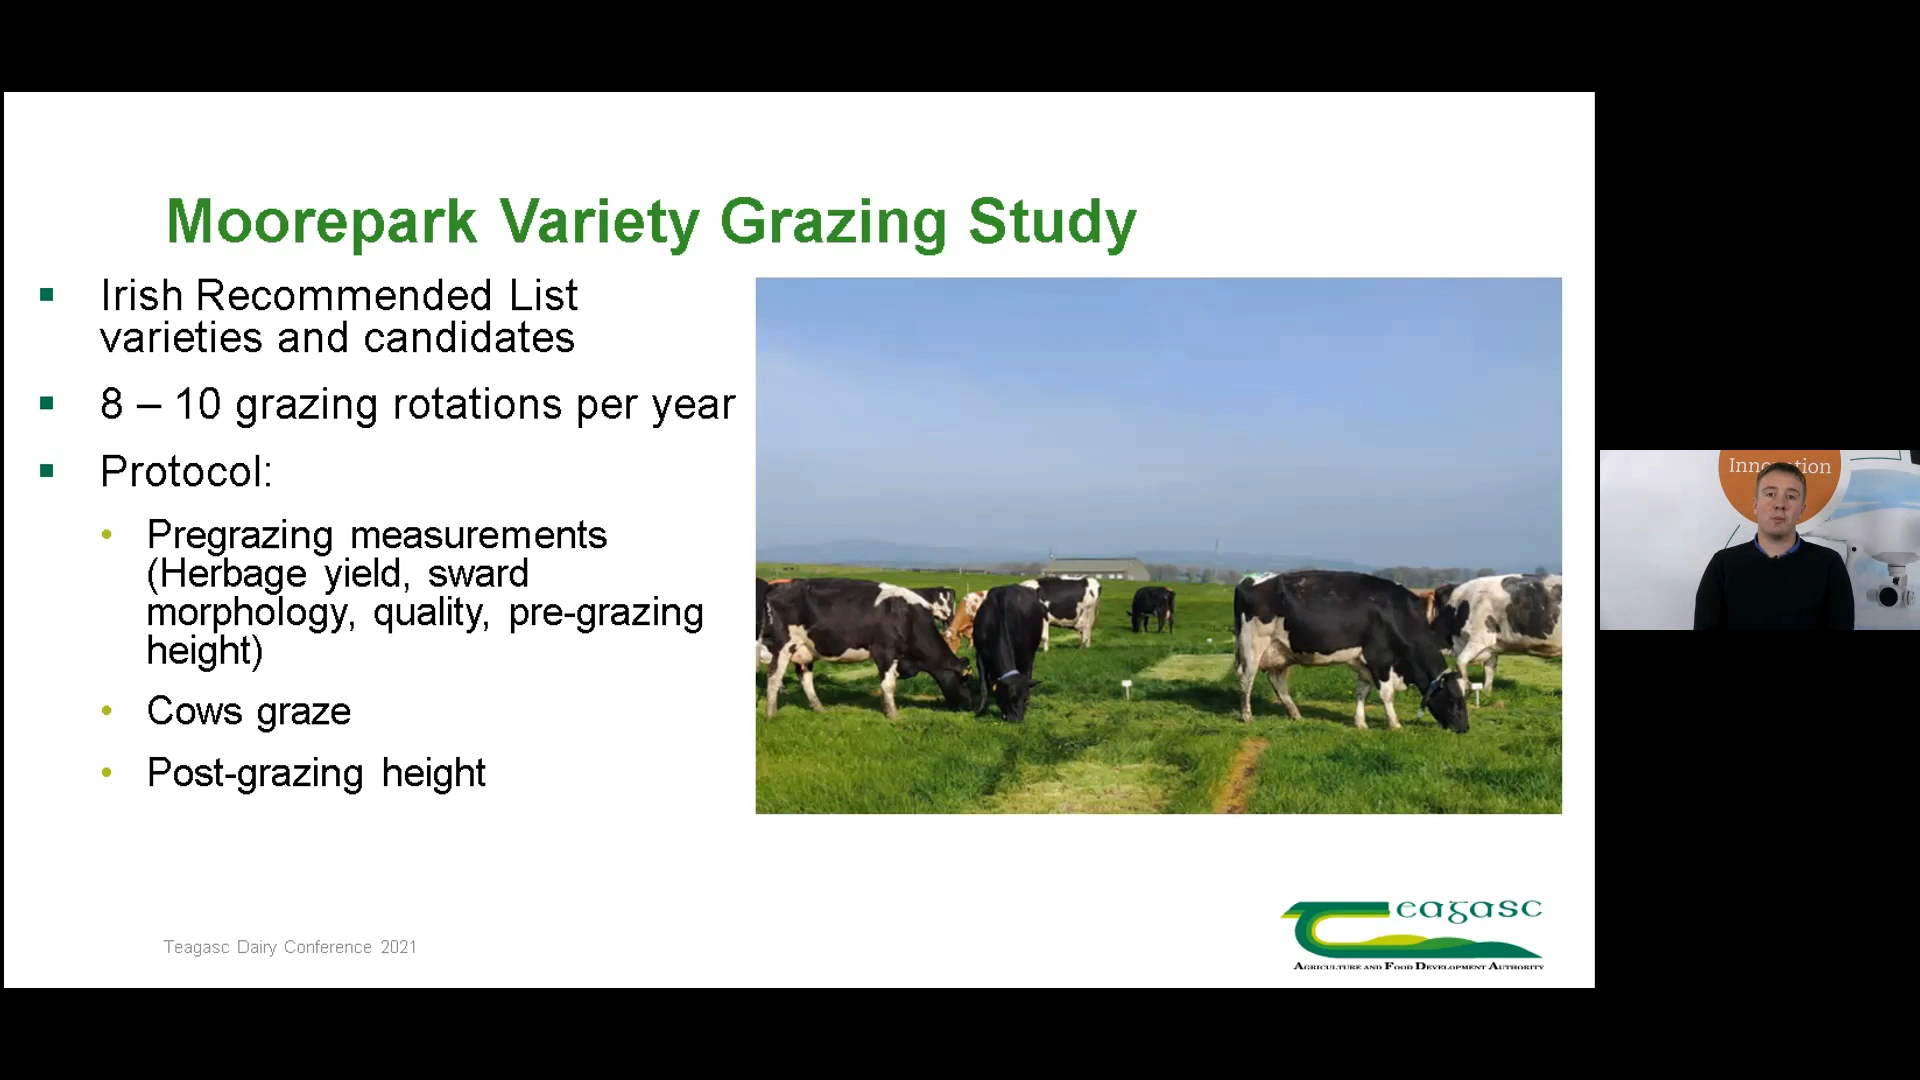 Moorepark Variety Grazing Study
Irish Recommended List
varieties and candidates
8 – 10 grazing rotations per year
Protocol:
Pregrazing measurements
(Herbage yield, sward
morphology, quality, pre-grazing
height)
Cows graze
Post-grazing height
Teagasc Dairy Conference 2021
eagasc
AGRICULTURE AND FOOD DEVELOPMENT AUTHORITY